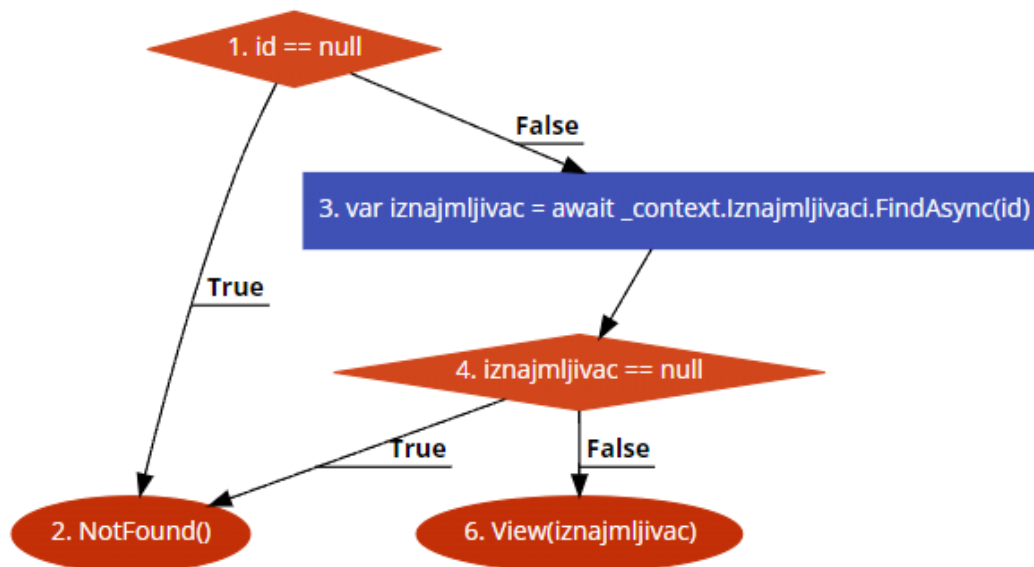 1. id == null
False
3. var iznajmljivac = await _context.Iznajmljivaci.FindAsync(id)
True
4. iznajmljivac == null
True
False
2. NotFound()
6. View(iznajmljivac)